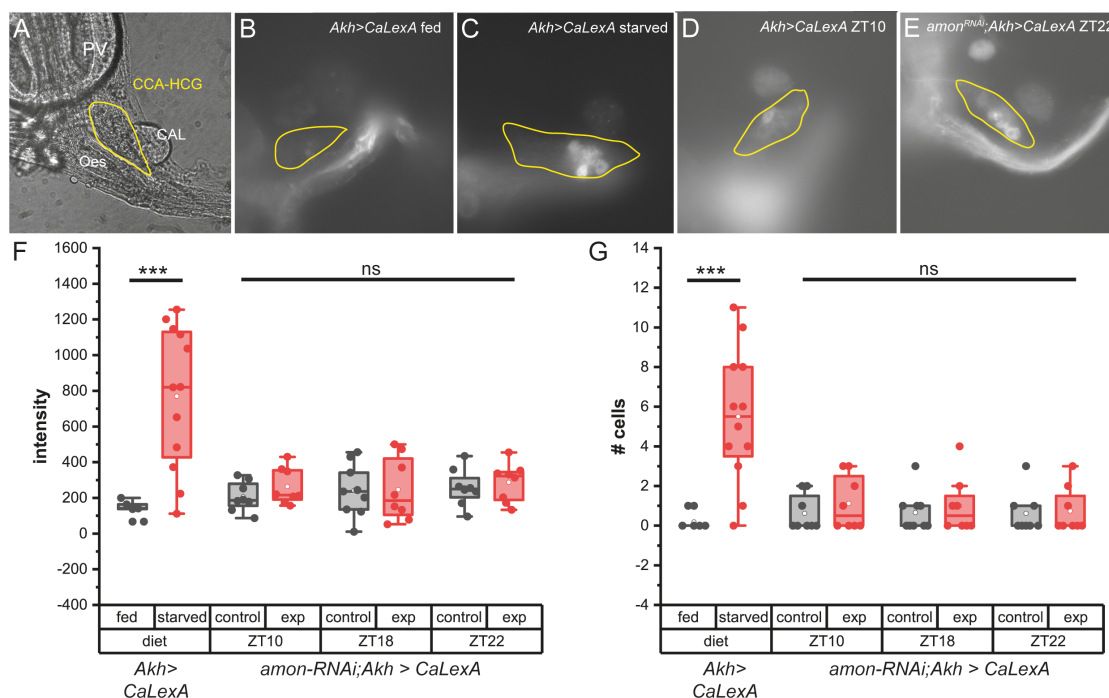 A
PV
CCA-HCG
CAL
Oes
B
Akh>CaLexA fed
C
Akh>CaLexA starved
D
Akh>CaLexA ZT10
E
amonRNAi;Akh>CaLexA ZT22
F
intensity
1600
1400
1200
1000
800
600
400
200
0
-200
-400
***
ns
fed starved control exp control exp control exp
diet ZT10 ZT18 ZT22
Akh> amon-RNAi;Akh > CaLexA
CaLexA
G
# cells
14
12
10
8
6
4
2
0
-2
-4
***
ns
fed starved control exp control exp control exp
diet ZT10 ZT18 ZT22
Akh> amon-RNAi;Akh > CaLexA
CaLexA